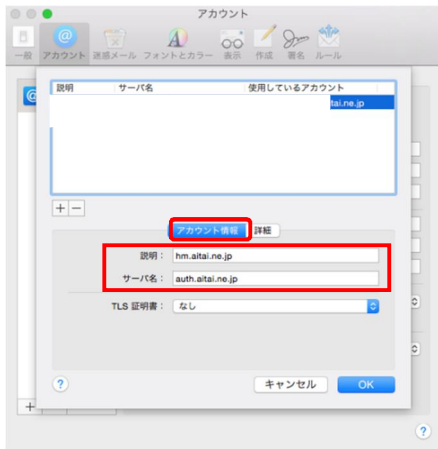 アカウント
一般 アカウント 迷惑メール フォントとカラー 表示 作成 署名 ルール
説明 サーバ名 使用しているアカウント
tai.ne.jp
+ −
アカウント情報 詳細
説明： hm.aitai.ne.jp
サーバ名： auth.aitai.ne.jp
TLS 証明書： なし
? キャンセル OK
+
?